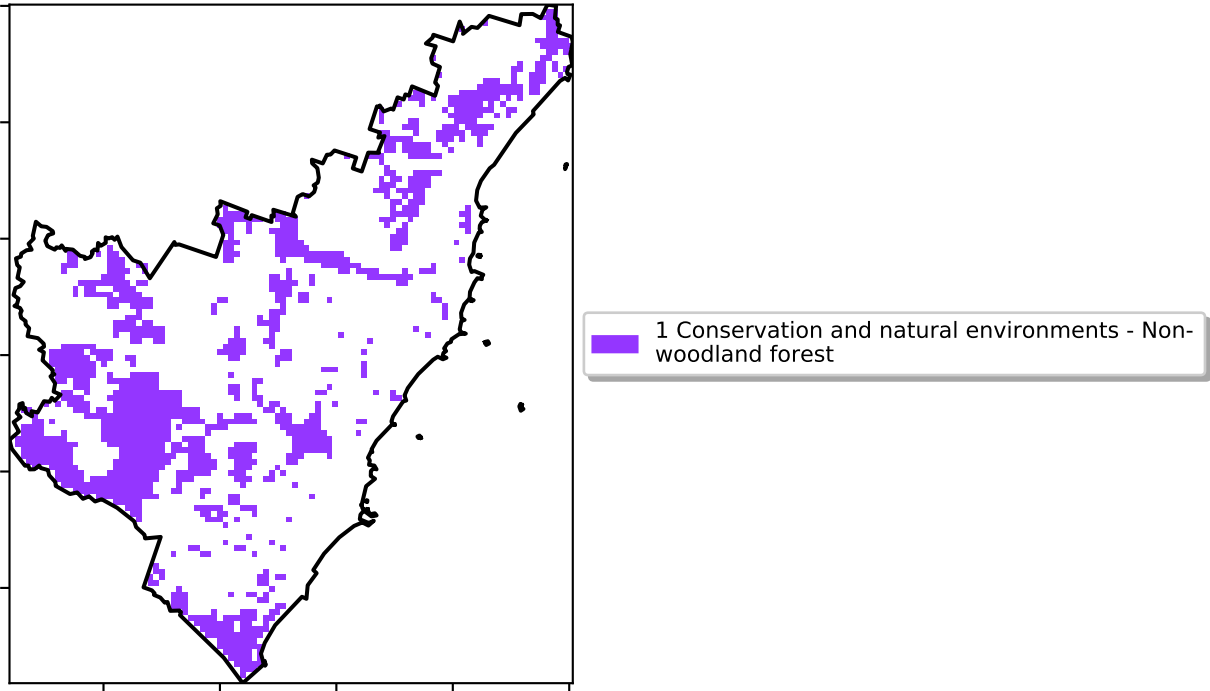 1 Conservation and natural environments - Non-
woodland forest